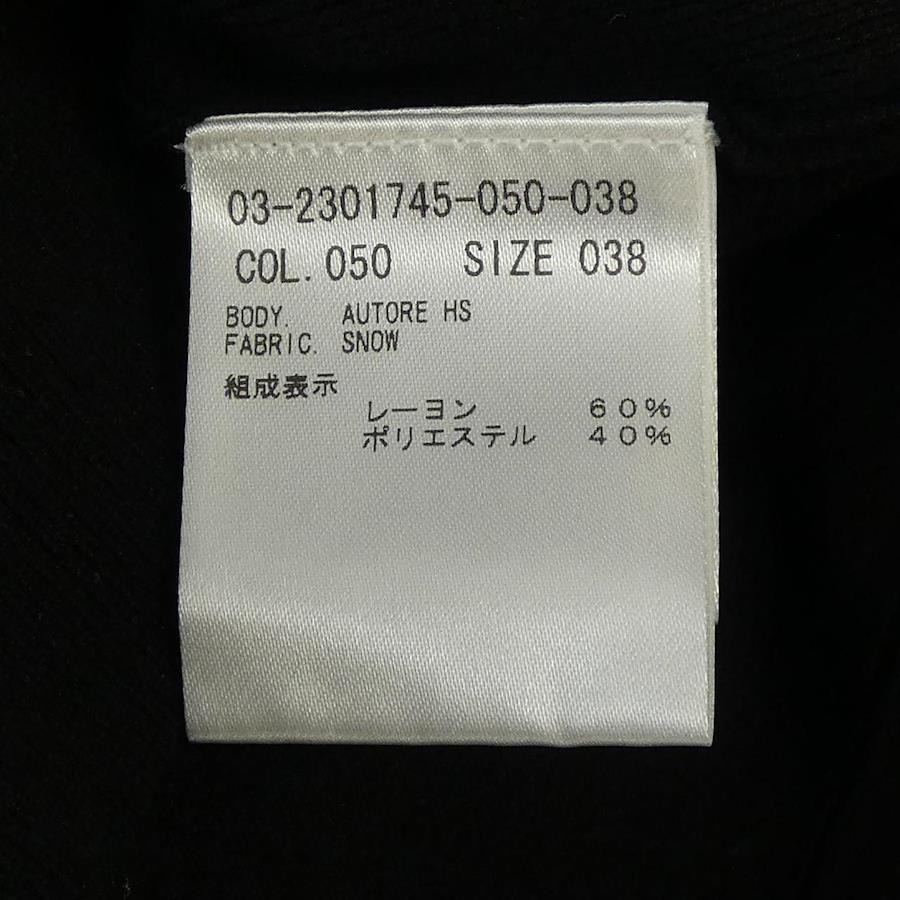 03-2301745-050-038
COL. 050 SIZE 038
BODY. AUTORE HS
FABRIC. SNOW
組成表示
レーヨン 60%
ポリエステル 40%